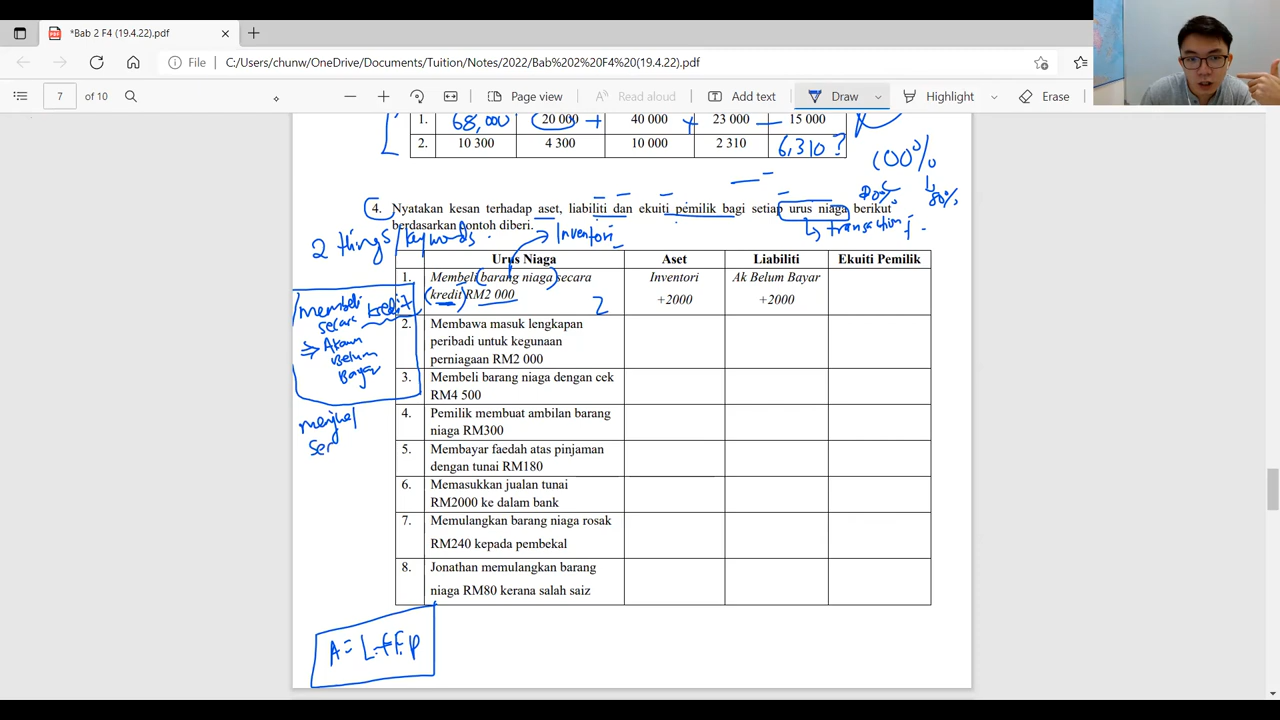 *Bab 2 F4 (19.4.22).pdf
File C:/Users/chunw/OneDrive/Documents/Tuition/Notes/2022/Bab%202%20F4%20(19.4.22).pdf
7 of 10 Page view Read aloud Add text Draw Highlight Erase
1. 68,000 20 000 + 40 000 + 23 000 – 15 000
2. 10 300 4 300 10 000 2 310 6,310 ?
100%
20% 80%
4. Nyatakan kesan terhadap aset, liabiliti dan ekuiti pemilik bagi setiap urus niaga berikut
berdasarkan contoh diberi.
transaction
2 things/keywords.
Inventori
Urus Niaga Aset Liabiliti Ekuiti Pemilik
1. Membeli (barang niaga) secara Inventori Ak Belum Bayar
(kredit) RM2 000 2 +2000 +2000
membeli
secara kredit
⇒ Akaun
Belum
Bayar
2. Membawa masuk lengkapan
peribadi untuk kegunaan
perniagaan RM2 000
3. Membeli barang niaga dengan cek
RM4 500
4. Pemilik membuat ambilan barang
niaga RM300
menjual
Ser
5. Membayar faedah atas pinjaman
dengan tunai RM180
6. Memasukkan jualan tunai
RM2000 ke dalam bank
7. Memulangkan barang niaga rosak
RM240 kepada pembekal
8. Jonathan memulangkan barang
niaga RM80 kerana salah saiz
A = L + E.P